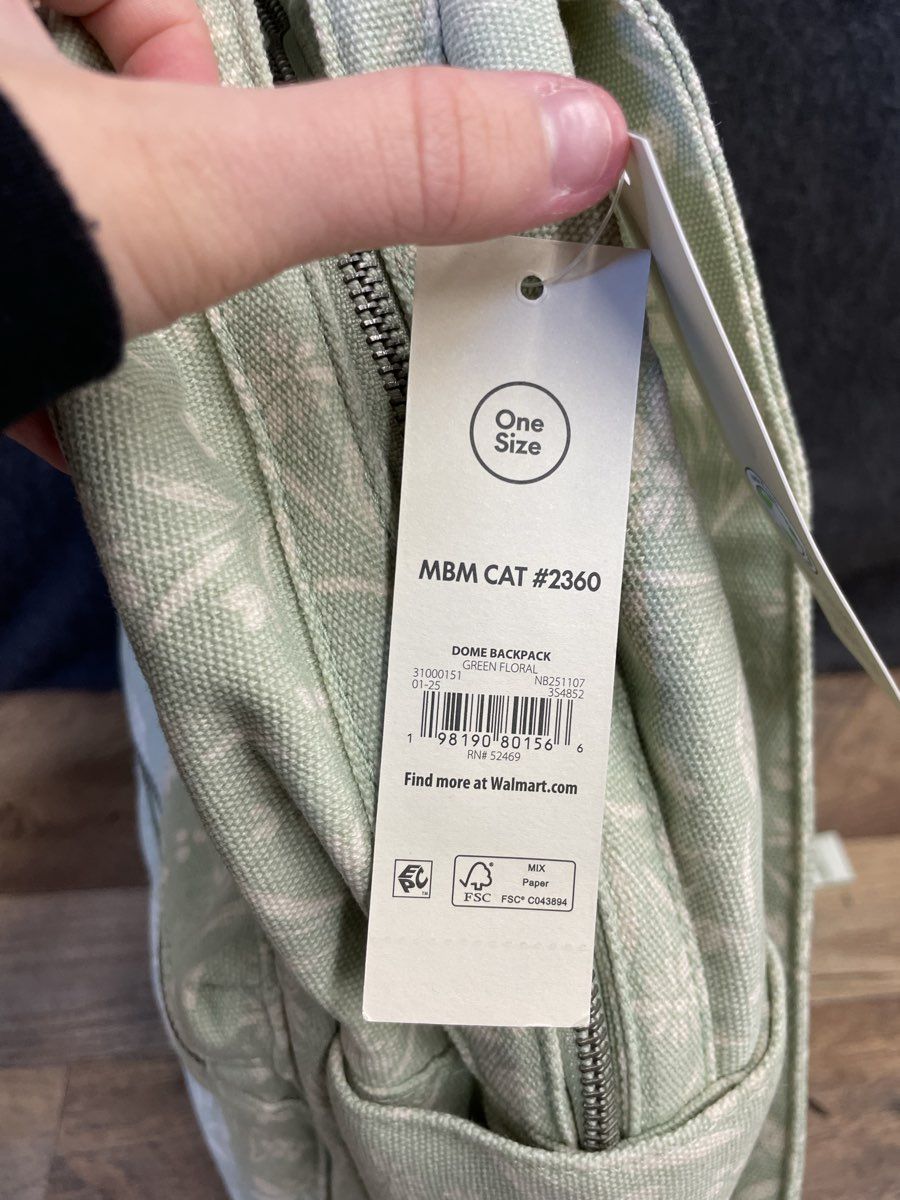 One
Size
MBM CAT #2360
DOME BACKPACK
GREEN FLORAL
31000151 NB251107
01-25 3S4852
1 98190 80156 6
RN# 52469
Find more at Walmart.com
EPC™
FSC®
MIX
Paper
FSC® C043894